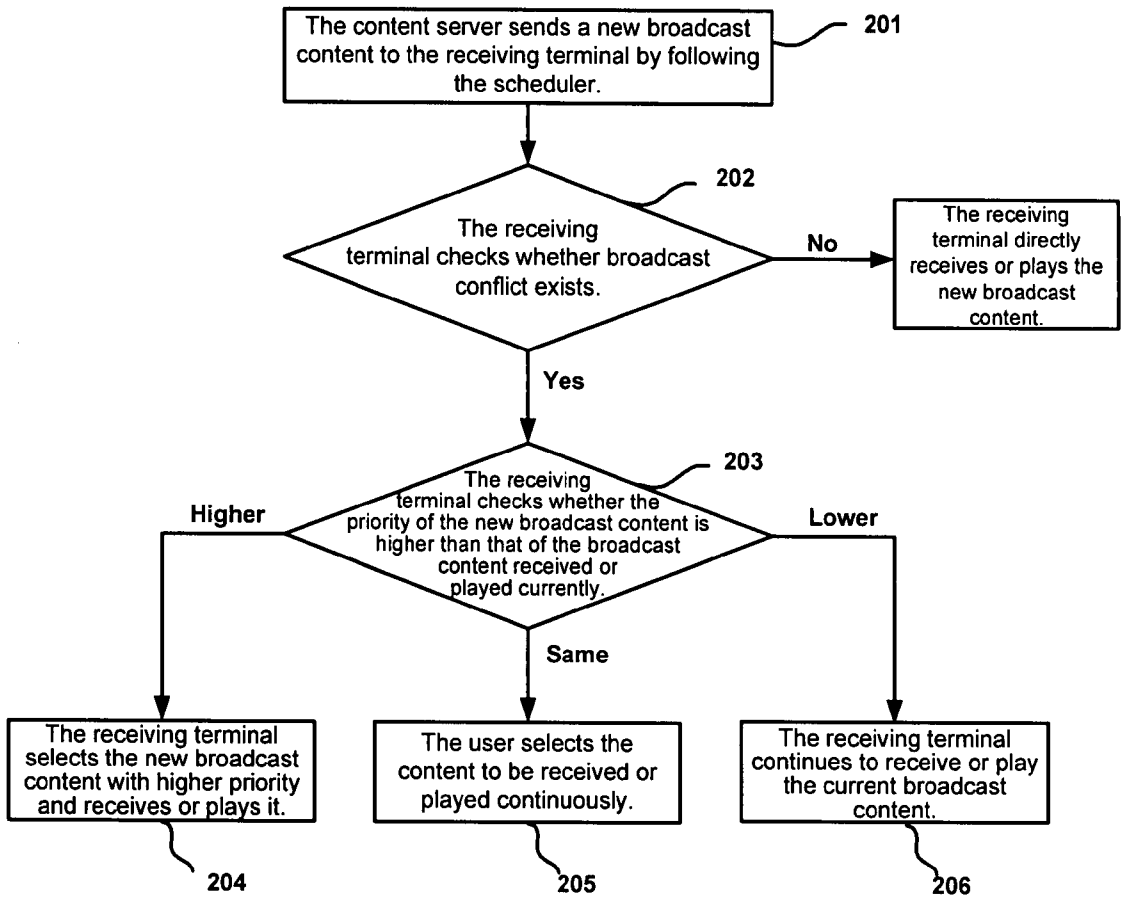 The content server sends a new broadcast
content to the receiving terminal by following
the scheduler.
201
202
The receiving
terminal checks whether broadcast
conflict exists.
No
The
receiving
terminal directly
receives or plays the
new broadcast
content.
Yes
203
The receiving
terminal checks whether the
priority of the new broadcast content is
higher than that of the broadcast
content received or
played currently.
Higher
Lower
Same
The receiving terminal
selects the new broadcast
content with higher priority
and receives or plays it.
The user selects the
content to be received or
played continuously.
The receiving terminal
continues to receive or play
the current broadcast
content.
204
205
206